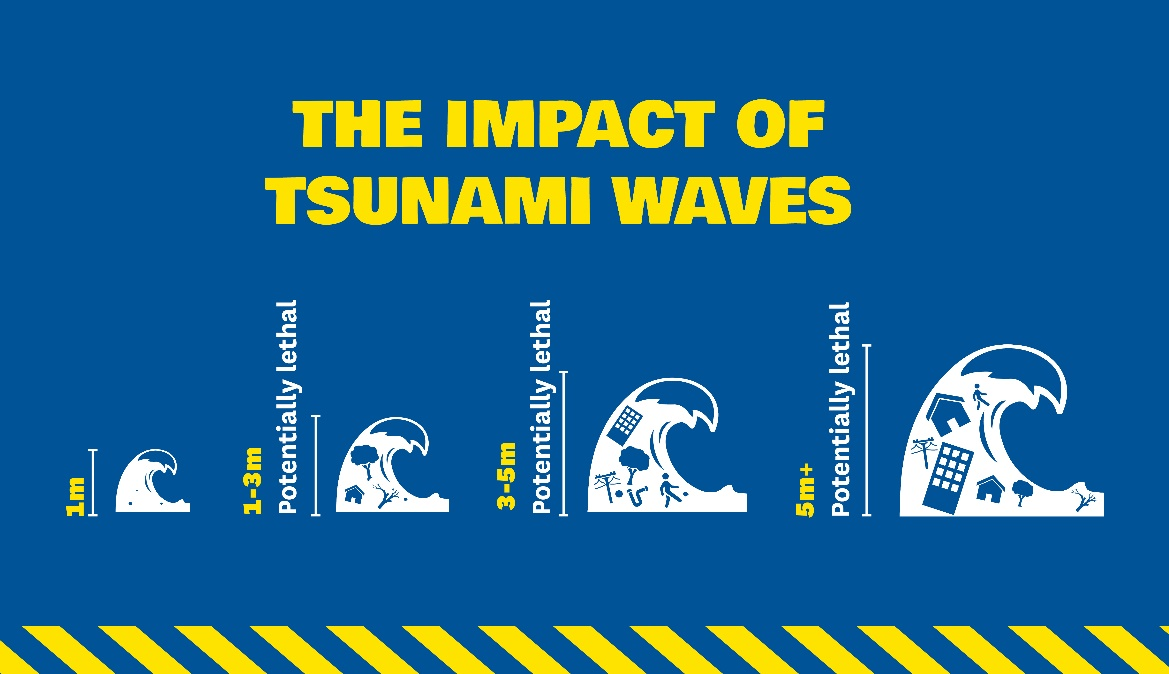 THE IMPACT OF
TSUNAMI WAVES
1m
1-3m
Potentially lethal
3-5m
Potentially lethal
5m+
Potentially lethal